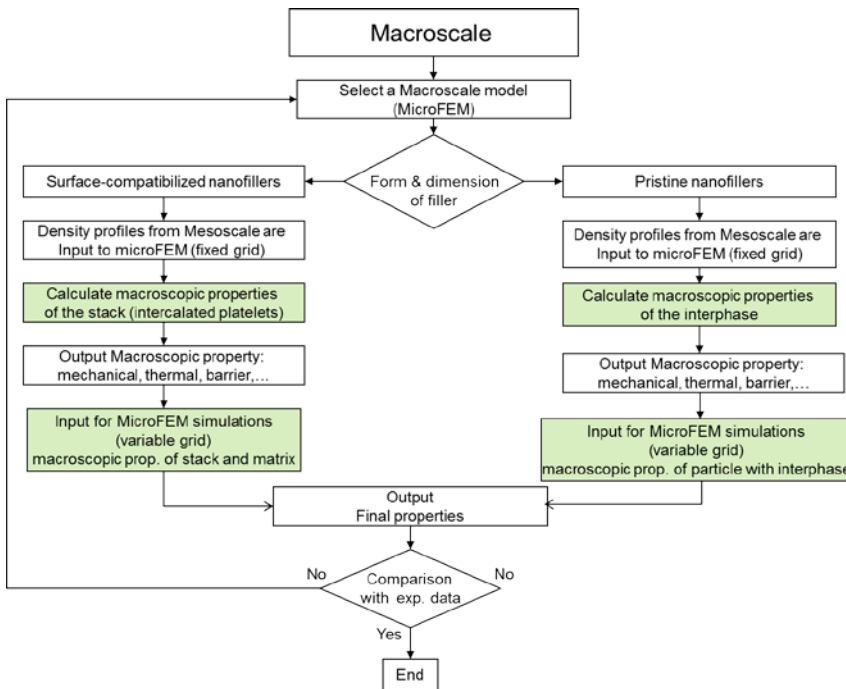 Macroscale
Select a Macroscale model
(MicroFEM)
Form & dimension
of filler
Surface-compatibilized nanofillers
Density profiles from Mesoscale are
Input to microFEM (fixed grid)
Calculate macroscopic properties
of the stack (intercalated platelets)
Output Macroscopic property:
mechanical, thermal, barrier,...
Input for MicroFEM simulations
(variable grid)
macroscopic prop. of stack and matrix
Pristine nanofillers
Density profiles from Mesoscale are
Input to microFEM (fixed grid)
Calculate macroscopic properties
of the interphase
Output Macroscopic property:
mechanical, thermal, barrier,...
Input for MicroFEM simulations
(variable grid)
macroscopic prop. of particle with interphase
Output
Final properties
No
Comparison
with exp. data
No
Yes
End